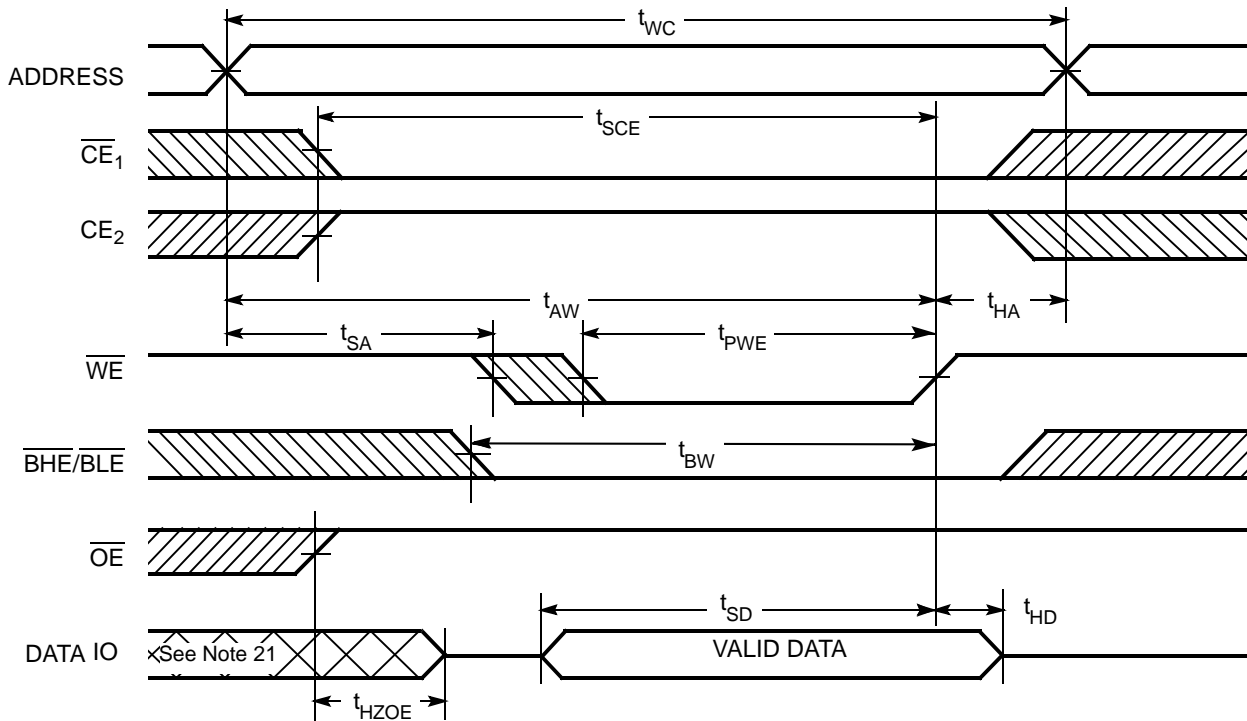 tWC
ADDRESS
tSCE
CE1
CE2
tAW
tHA
tSA
tPWE
WE
BHE/BLE
tBW
OE
tSD
tHD
DATA IO
See Note 21
VALID DATA
tHZOE